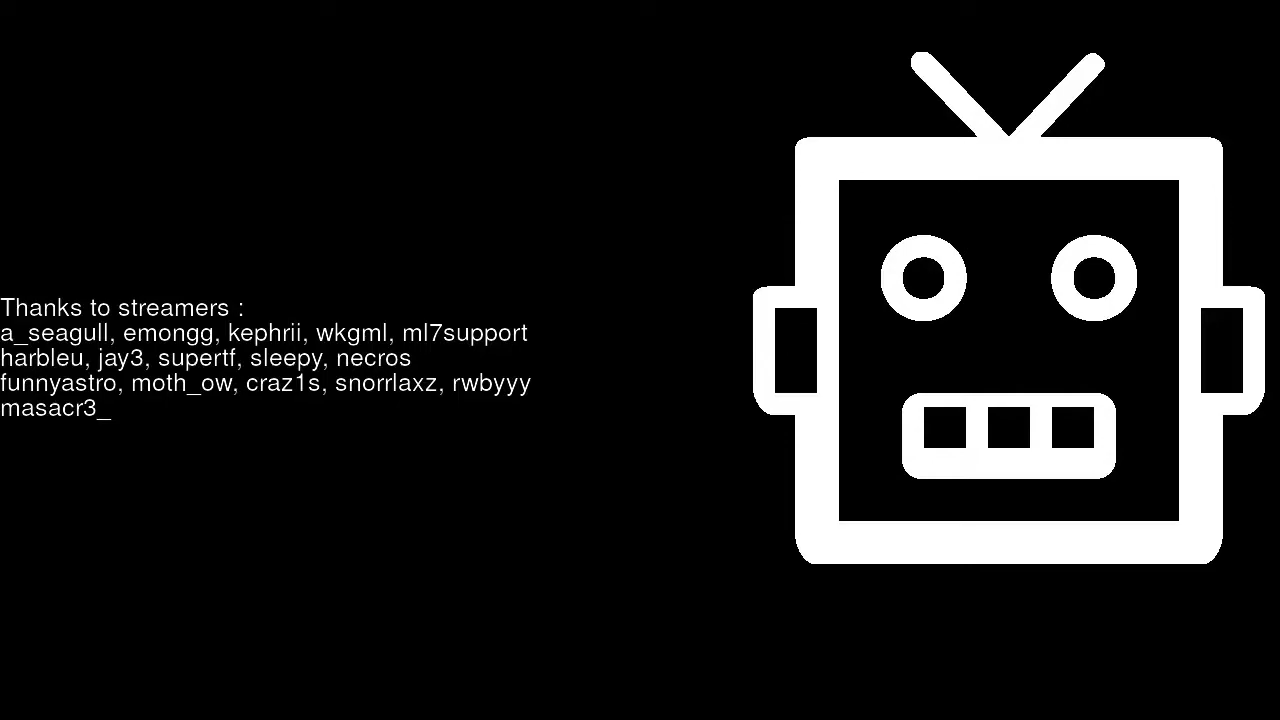 Thanks to streamers :
a_seagull, emongg, kephrii, wkgml, ml7support
harbleu, jay3, supertf, sleepy, necros
funnyastro, moth_ow, craz1s, snorrlaxz, rwbyyy
masacr3_